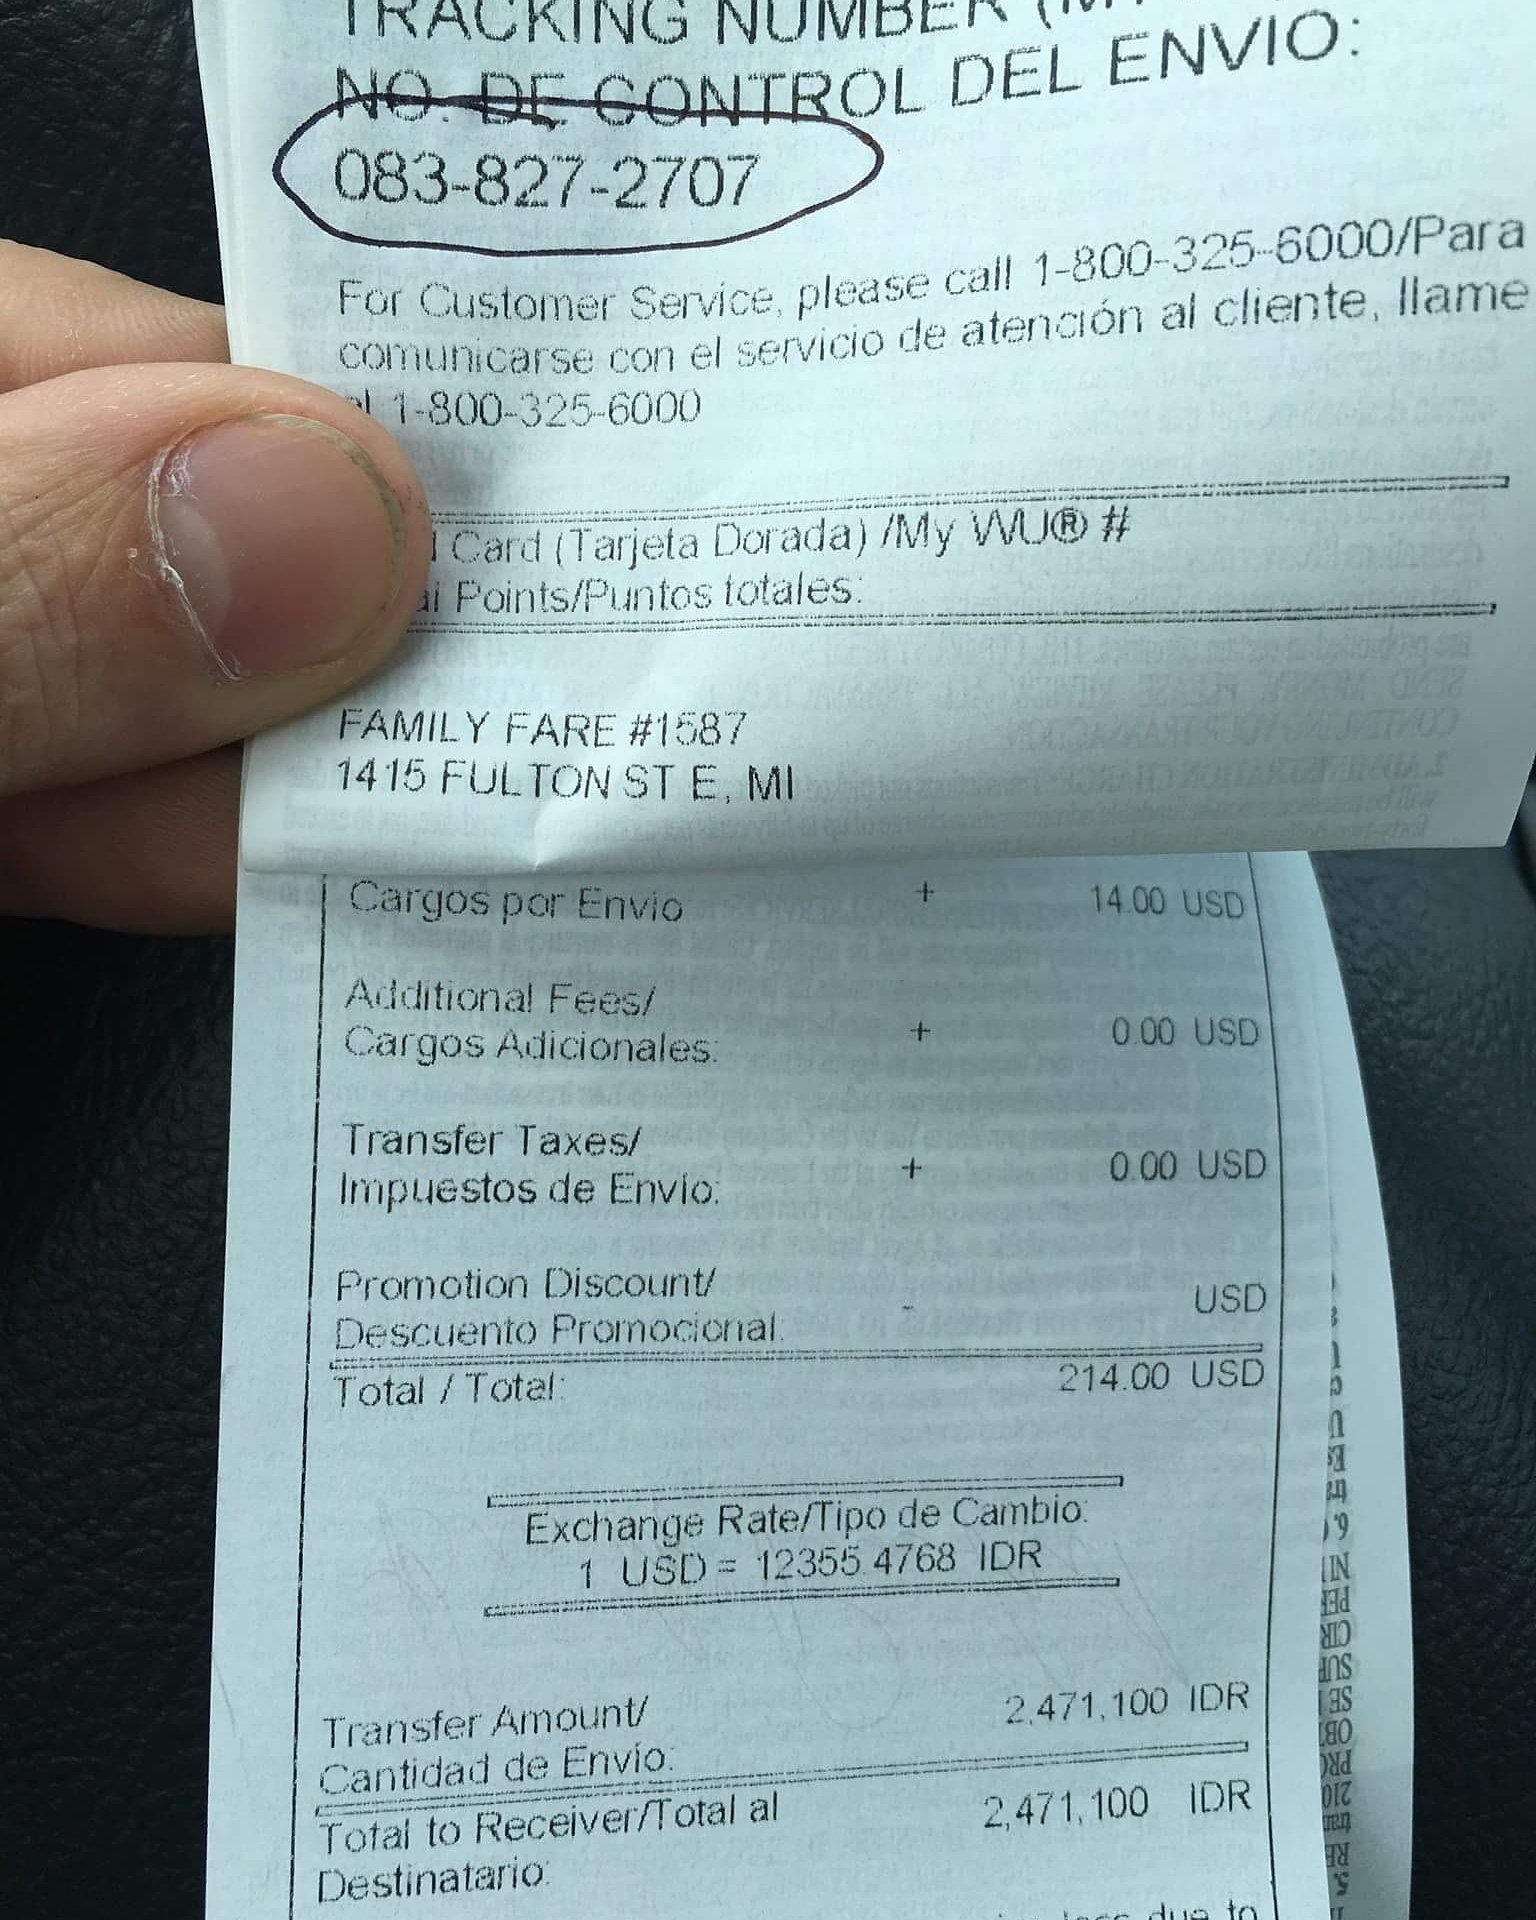 TRACKING NUMBER
NO. DE CONTROL DEL ENVIO:
083-827-2707
For Customer Service, please call 1-800-325-6000/Para
comunicarse con el servicio de atención al cliente, llame
al 1-800-325-6000
Card (Tarjeta Dorada) /My WU® #
Points/Puntos totales:
FAMILY FARE #1587
1415 FULTON ST E, MI
Cargos por Envio + 14.00 USD
Additional Fees/
Cargos Adicionales: + 0.00 USD
Transfer Taxes/
Impuestos de Envio: + 0.00 USD
Promotion Discount/
Descuento Promocional: - USD
Total / Total: 214.00 USD
Exchange Rate/Tipo de Cambio:
1 USD = 12355.4768 IDR
Transfer Amount/ 2,471,100 IDR
Cantidad de Envio:
Total to Receiver/Total al 2,471,100 IDR
Destinatario:
due to